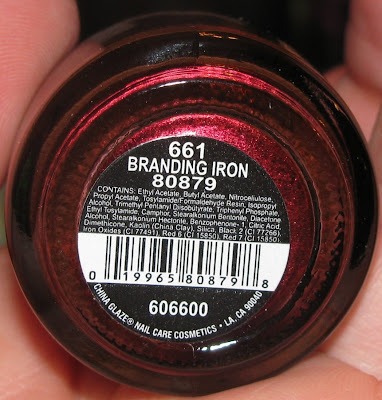 661
BRANDING IRON
80879
CONTAINS: Ethyl Acetate, Butyl Acetate, Nitrocellulose,
Propyl Acetate, Tosylamide/Formaldehyde Resin, Isopropyl
Alcohol, Trimethyl Pentanyl Diisobutyrate, Triphenyl Phosphate,
Ethyl Tosylamide, Camphor, Stearalkonium Bentonite, Diacetone
Alcohol, Stearalkonium Hectorite, Benzophenone- 1, Citric Acid,
Dimethicone, Kaolin (China Clay), Silica, Black 2 (CI 77266)
Iron Oxides (CI 77491), Red 6 (CI 15850), Red 7 (CI 15850)
0 19965 80879 8
606600
CHINA GLAZE® NAIL CARE COSMETICS • LA, CA 90040